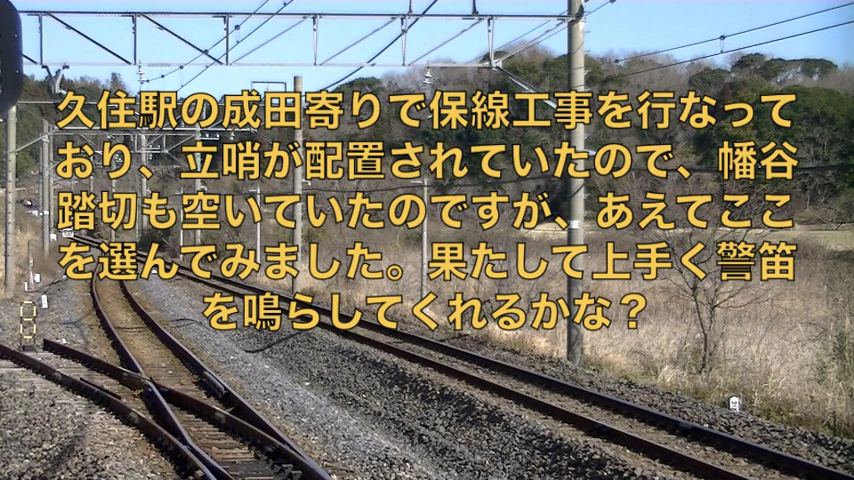 久住駅の成田寄りで保線工事を行なって
おり、立哨が配置されていたので、幡谷
踏切も空いていたのですが、あえてここ
を選んでみました。果たして上手く警笛
を鳴らしてくれるかな？